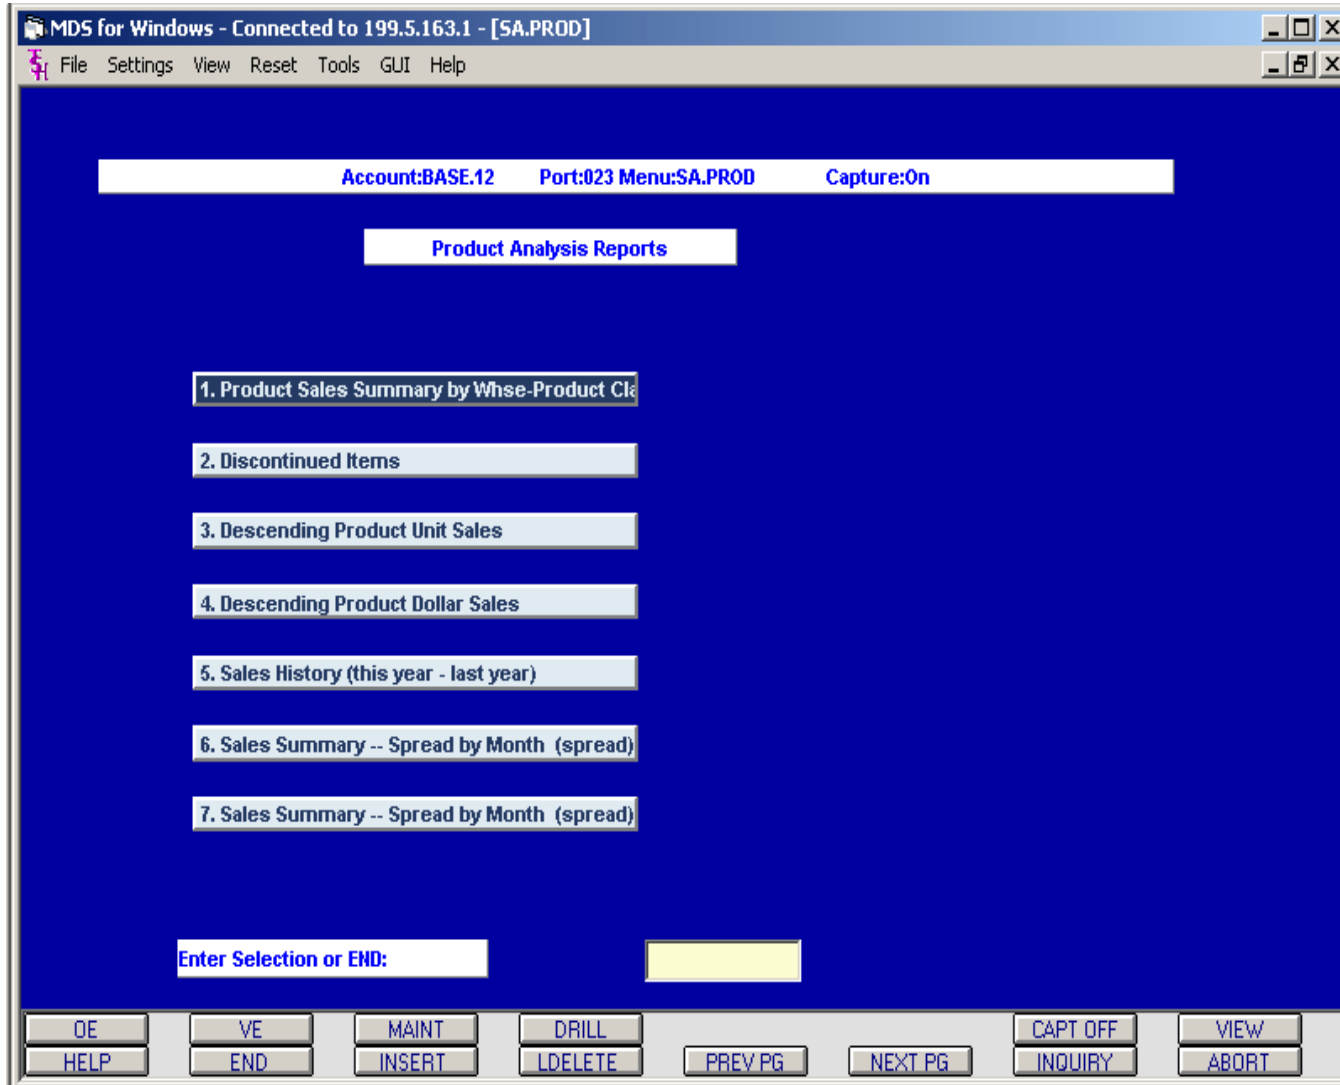 MDS for Windows - Connected to 199.5.163.1 - [SA.PROD]
File Settings View Reset Tools GUI Help
Account:BASE.12 Port:023 Menu:SA.PROD Capture:On
Product Analysis Reports
1. Product Sales Summary by Whse-Product Cla
2. Discontinued Items
3. Descending Product Unit Sales
4. Descending Product Dollar Sales
5. Sales History (this year - last year)
6. Sales Summary -- Spread by Month (spread)
7. Sales Summary -- Spread by Month (spread)
Enter Selection or END:
OE VE MAINT DRILL CAPT OFF VIEW
HELP END INSERT LDELETE PREV PG NEXT PG INQUIRY ABORT